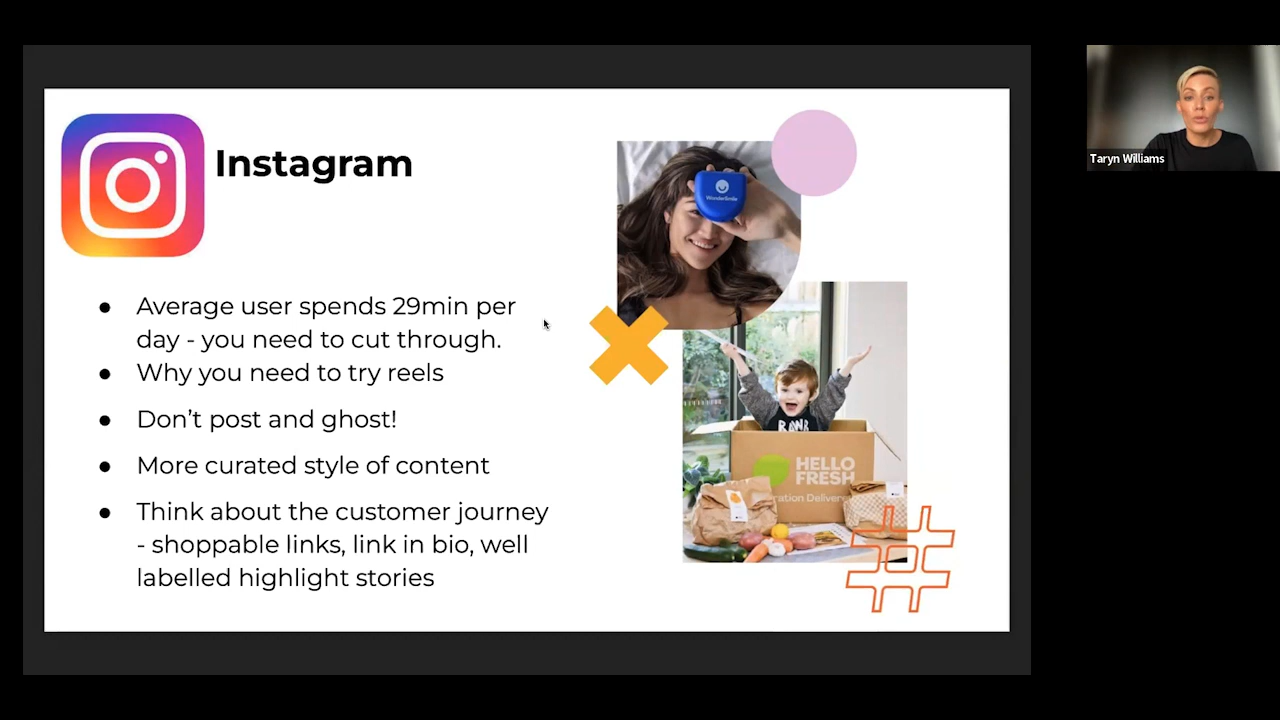 Instagram
● Average user spends 29min per
day - you need to cut through.
● Why you need to try reels
● Don’t post and ghost!
● More curated style of content
● Think about the customer journey
- shoppable links, link in bio, well
labelled highlight stories
WonderSmile
RAWR
HELLO
FRESH
Taryn Williams